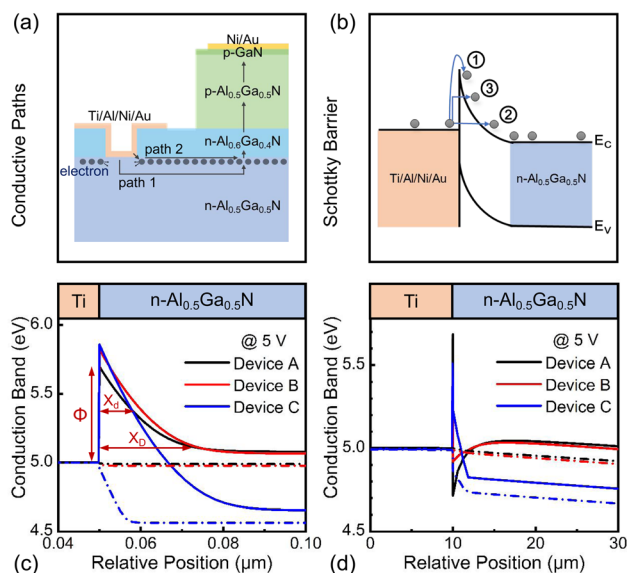 (a)
Conductive Paths
Ni/Au
p-GaN
p-Al0.5Ga0.5N
Ti/Al/Ni/Au
n-Al0.6Ga0.4N
path 2
electron
path 1
n-Al0.5Ga0.5N
(b)
Schottky Barrier
①
③
②
EC
Ti/Al/Ni/Au
n-Al0.5Ga0.5N
EV
Ti
n-Al0.5Ga0.5N
Conduction Band (eV)
6.0
5.5
5.0
4.5
@ 5 V
Device A
Device B
Device C
Φ
Xd
XD
0.04
0.06
0.08
0.10
Relative Position (µm)
(c)
Ti
n-Al0.5Ga0.5N
Conduction Band (eV)
5.5
5.0
4.5
@ 5 V
Device A
Device B
Device C
0
10
20
30
Relative Position (µm)
(d)